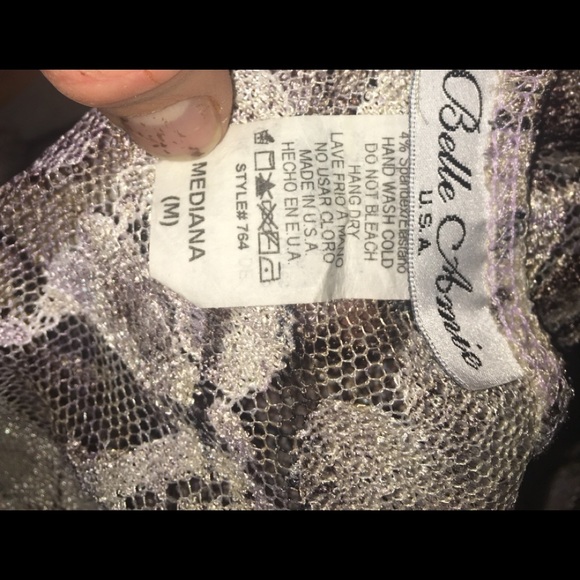 Belle Amie
U.S.A.
4% Spandex/Elastano
HAND WASH COLD
DO NOT BLEACH
HANG DRY
LAVE FRIO A MANO
NO USAR CLORO
MADE IN U.S.A.
HECHO EN E.U.A.
STYLE# 764
MEDIANA
(M)